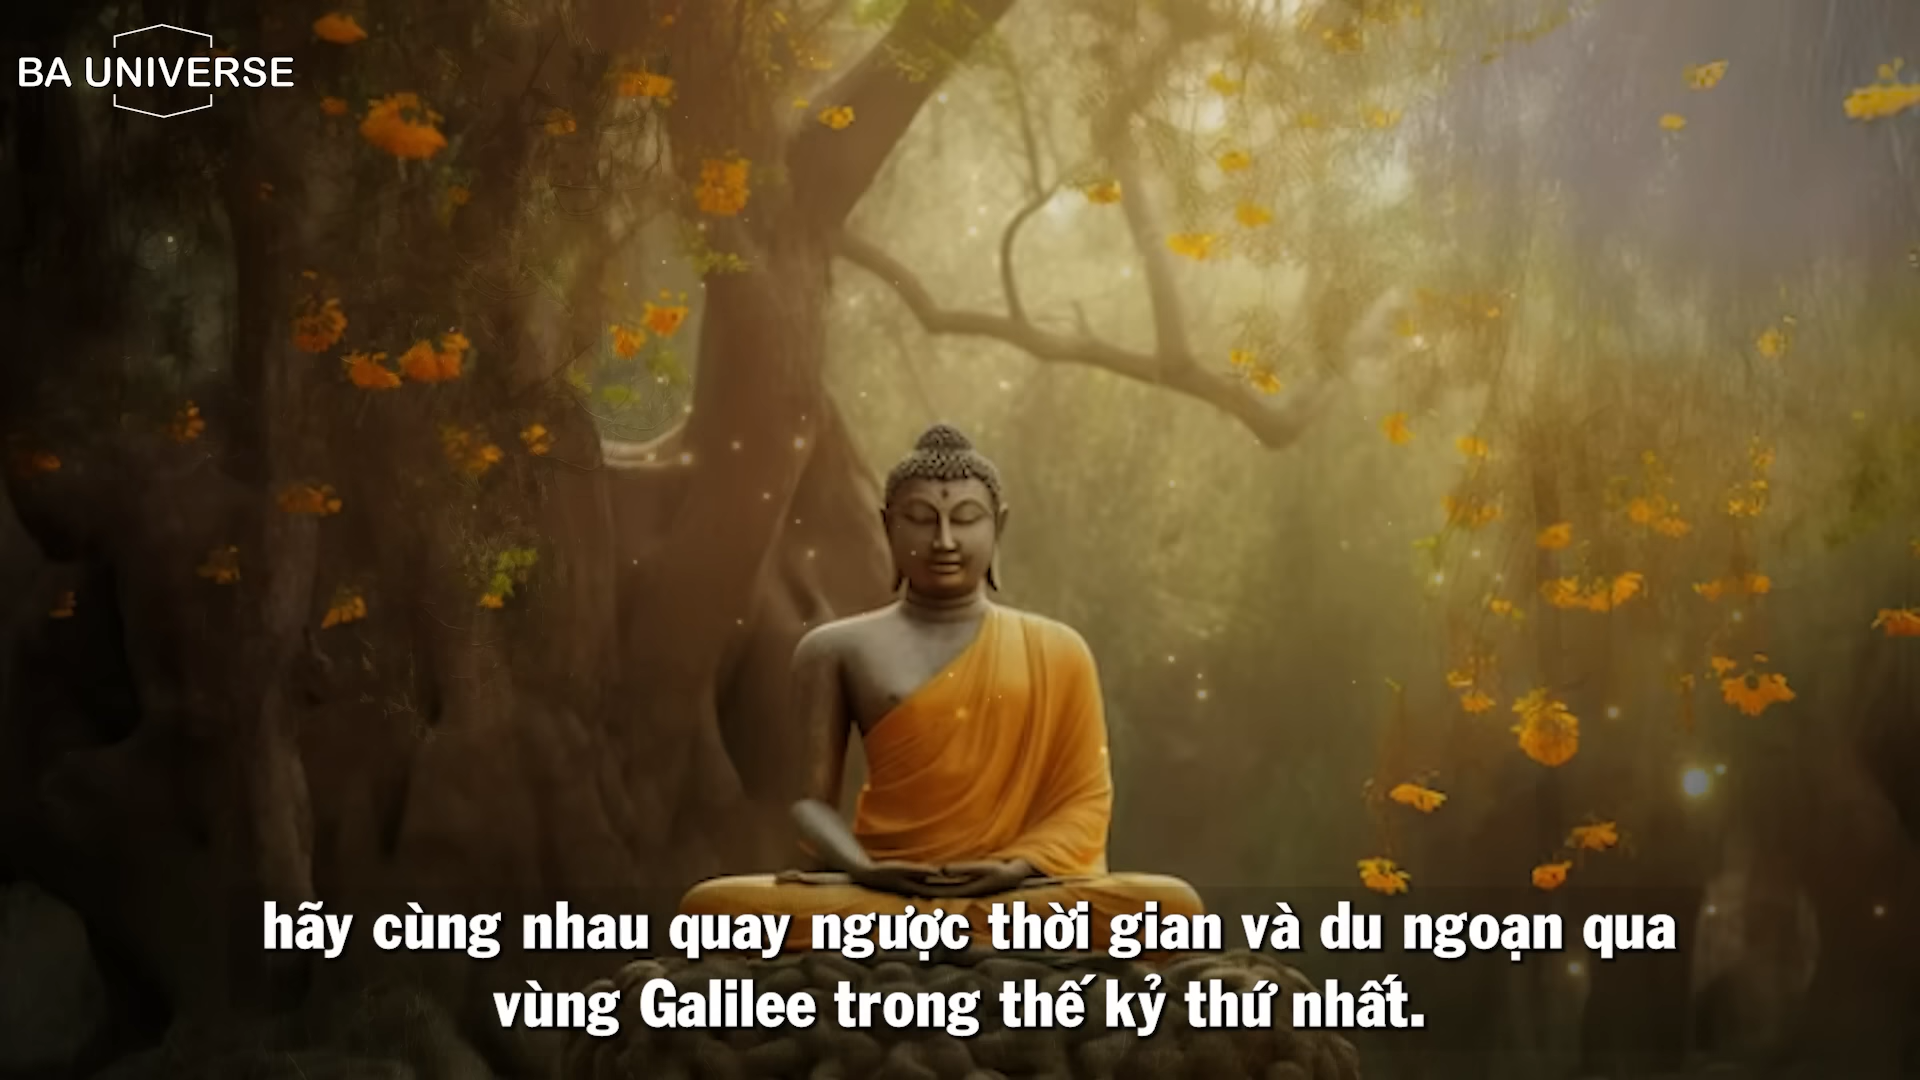 BA UNIVERSE
hãy cùng nhau quay ngược thời gian và du ngoạn qua
vùng Galilee trong thế kỷ thứ nhất.